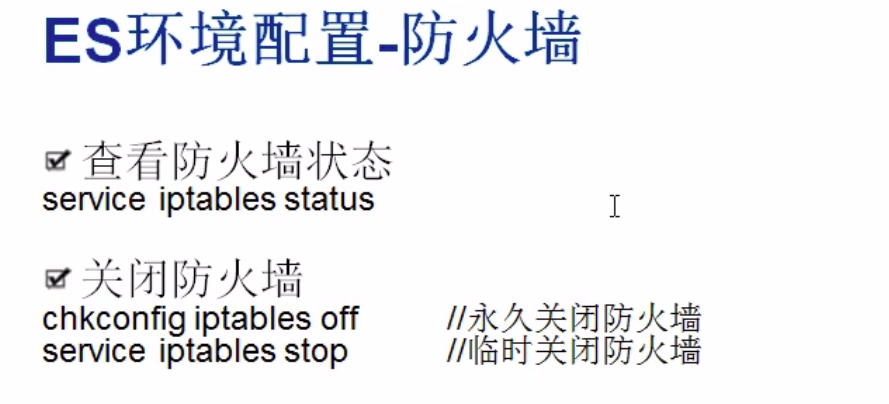 ES环境配置-防火墙
查看防火墙状态
service iptables status
关闭防火墙
chkconfig iptables off //永久关闭防火墙
service iptables stop //临时关闭防火墙